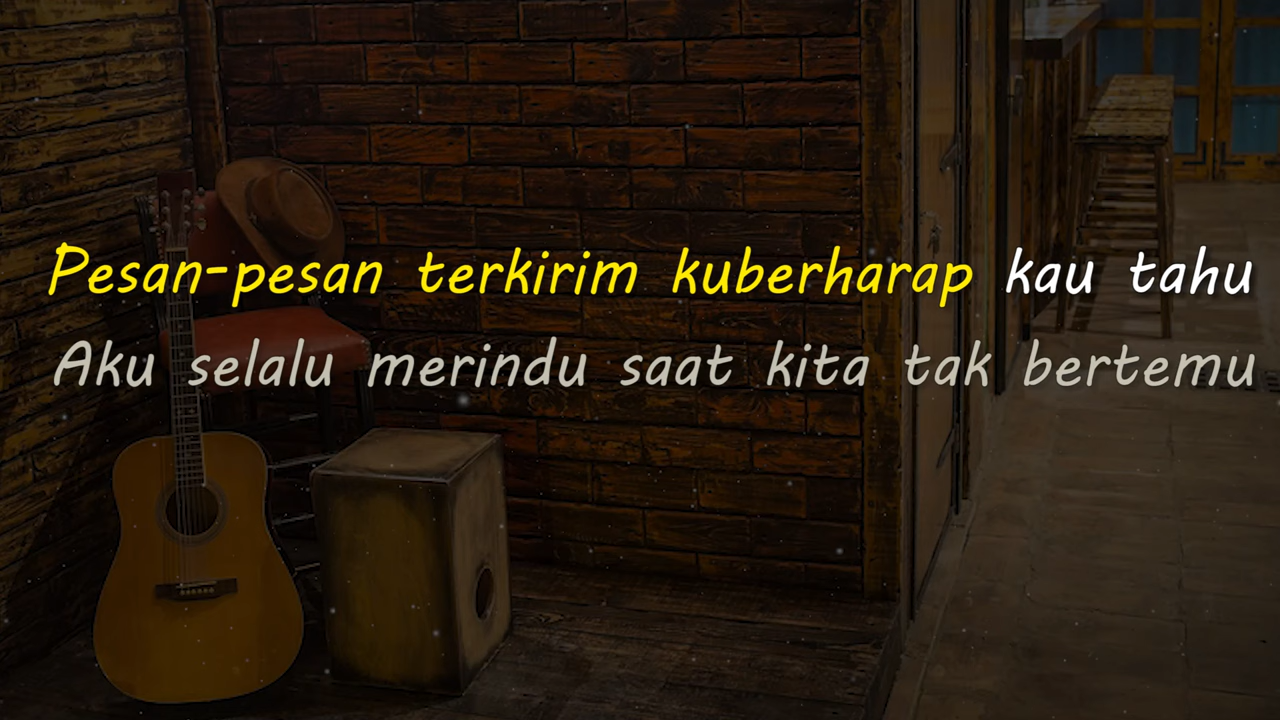 Pesan-pesan terkirim kuberharap kau tahu
Aku selalu merindu saat kita tak bertemu